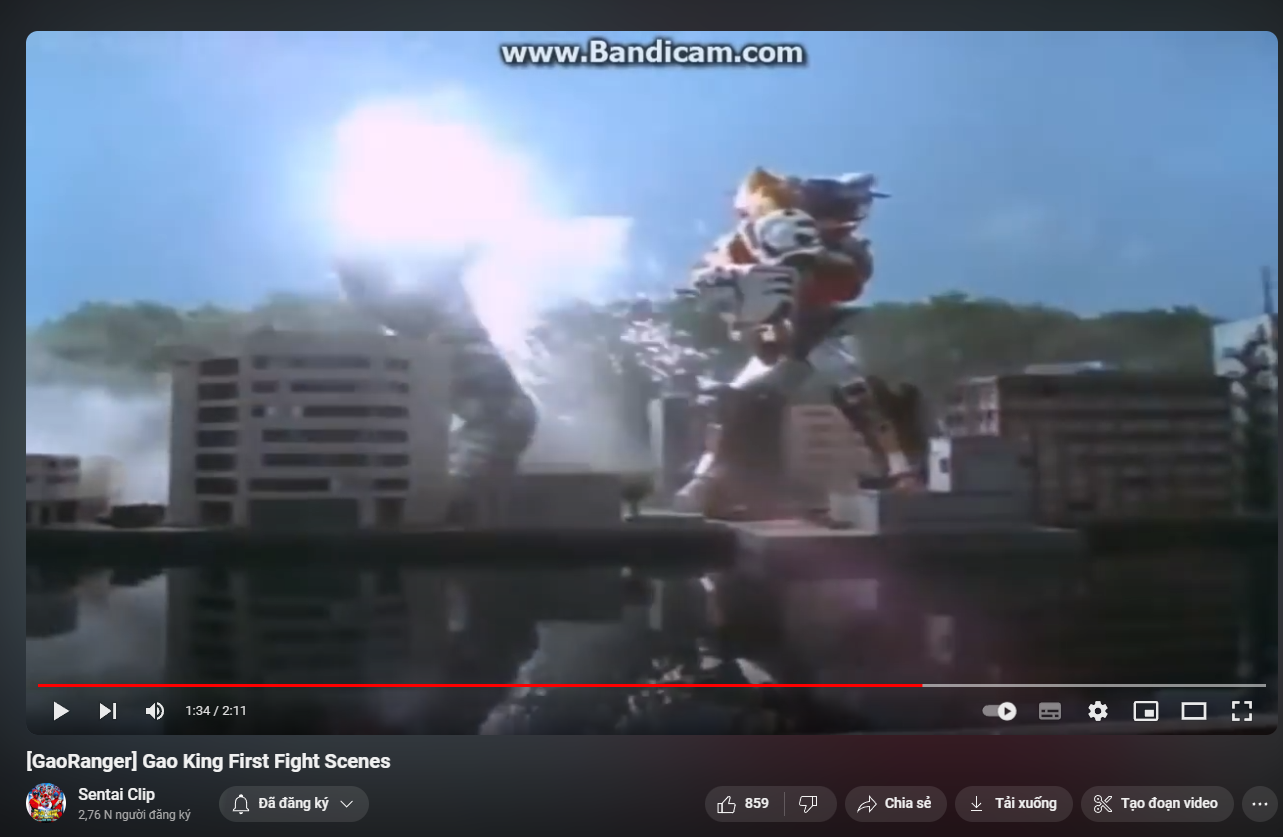 www.Bandicam.com
1:34 / 2:11
[GaoRanger] Gao King First Fight Scenes
Sentai Clip
2,76 N người đăng ký
Đã đăng ký
859
Chia sẻ
Tải xuống
Tạo đoạn video